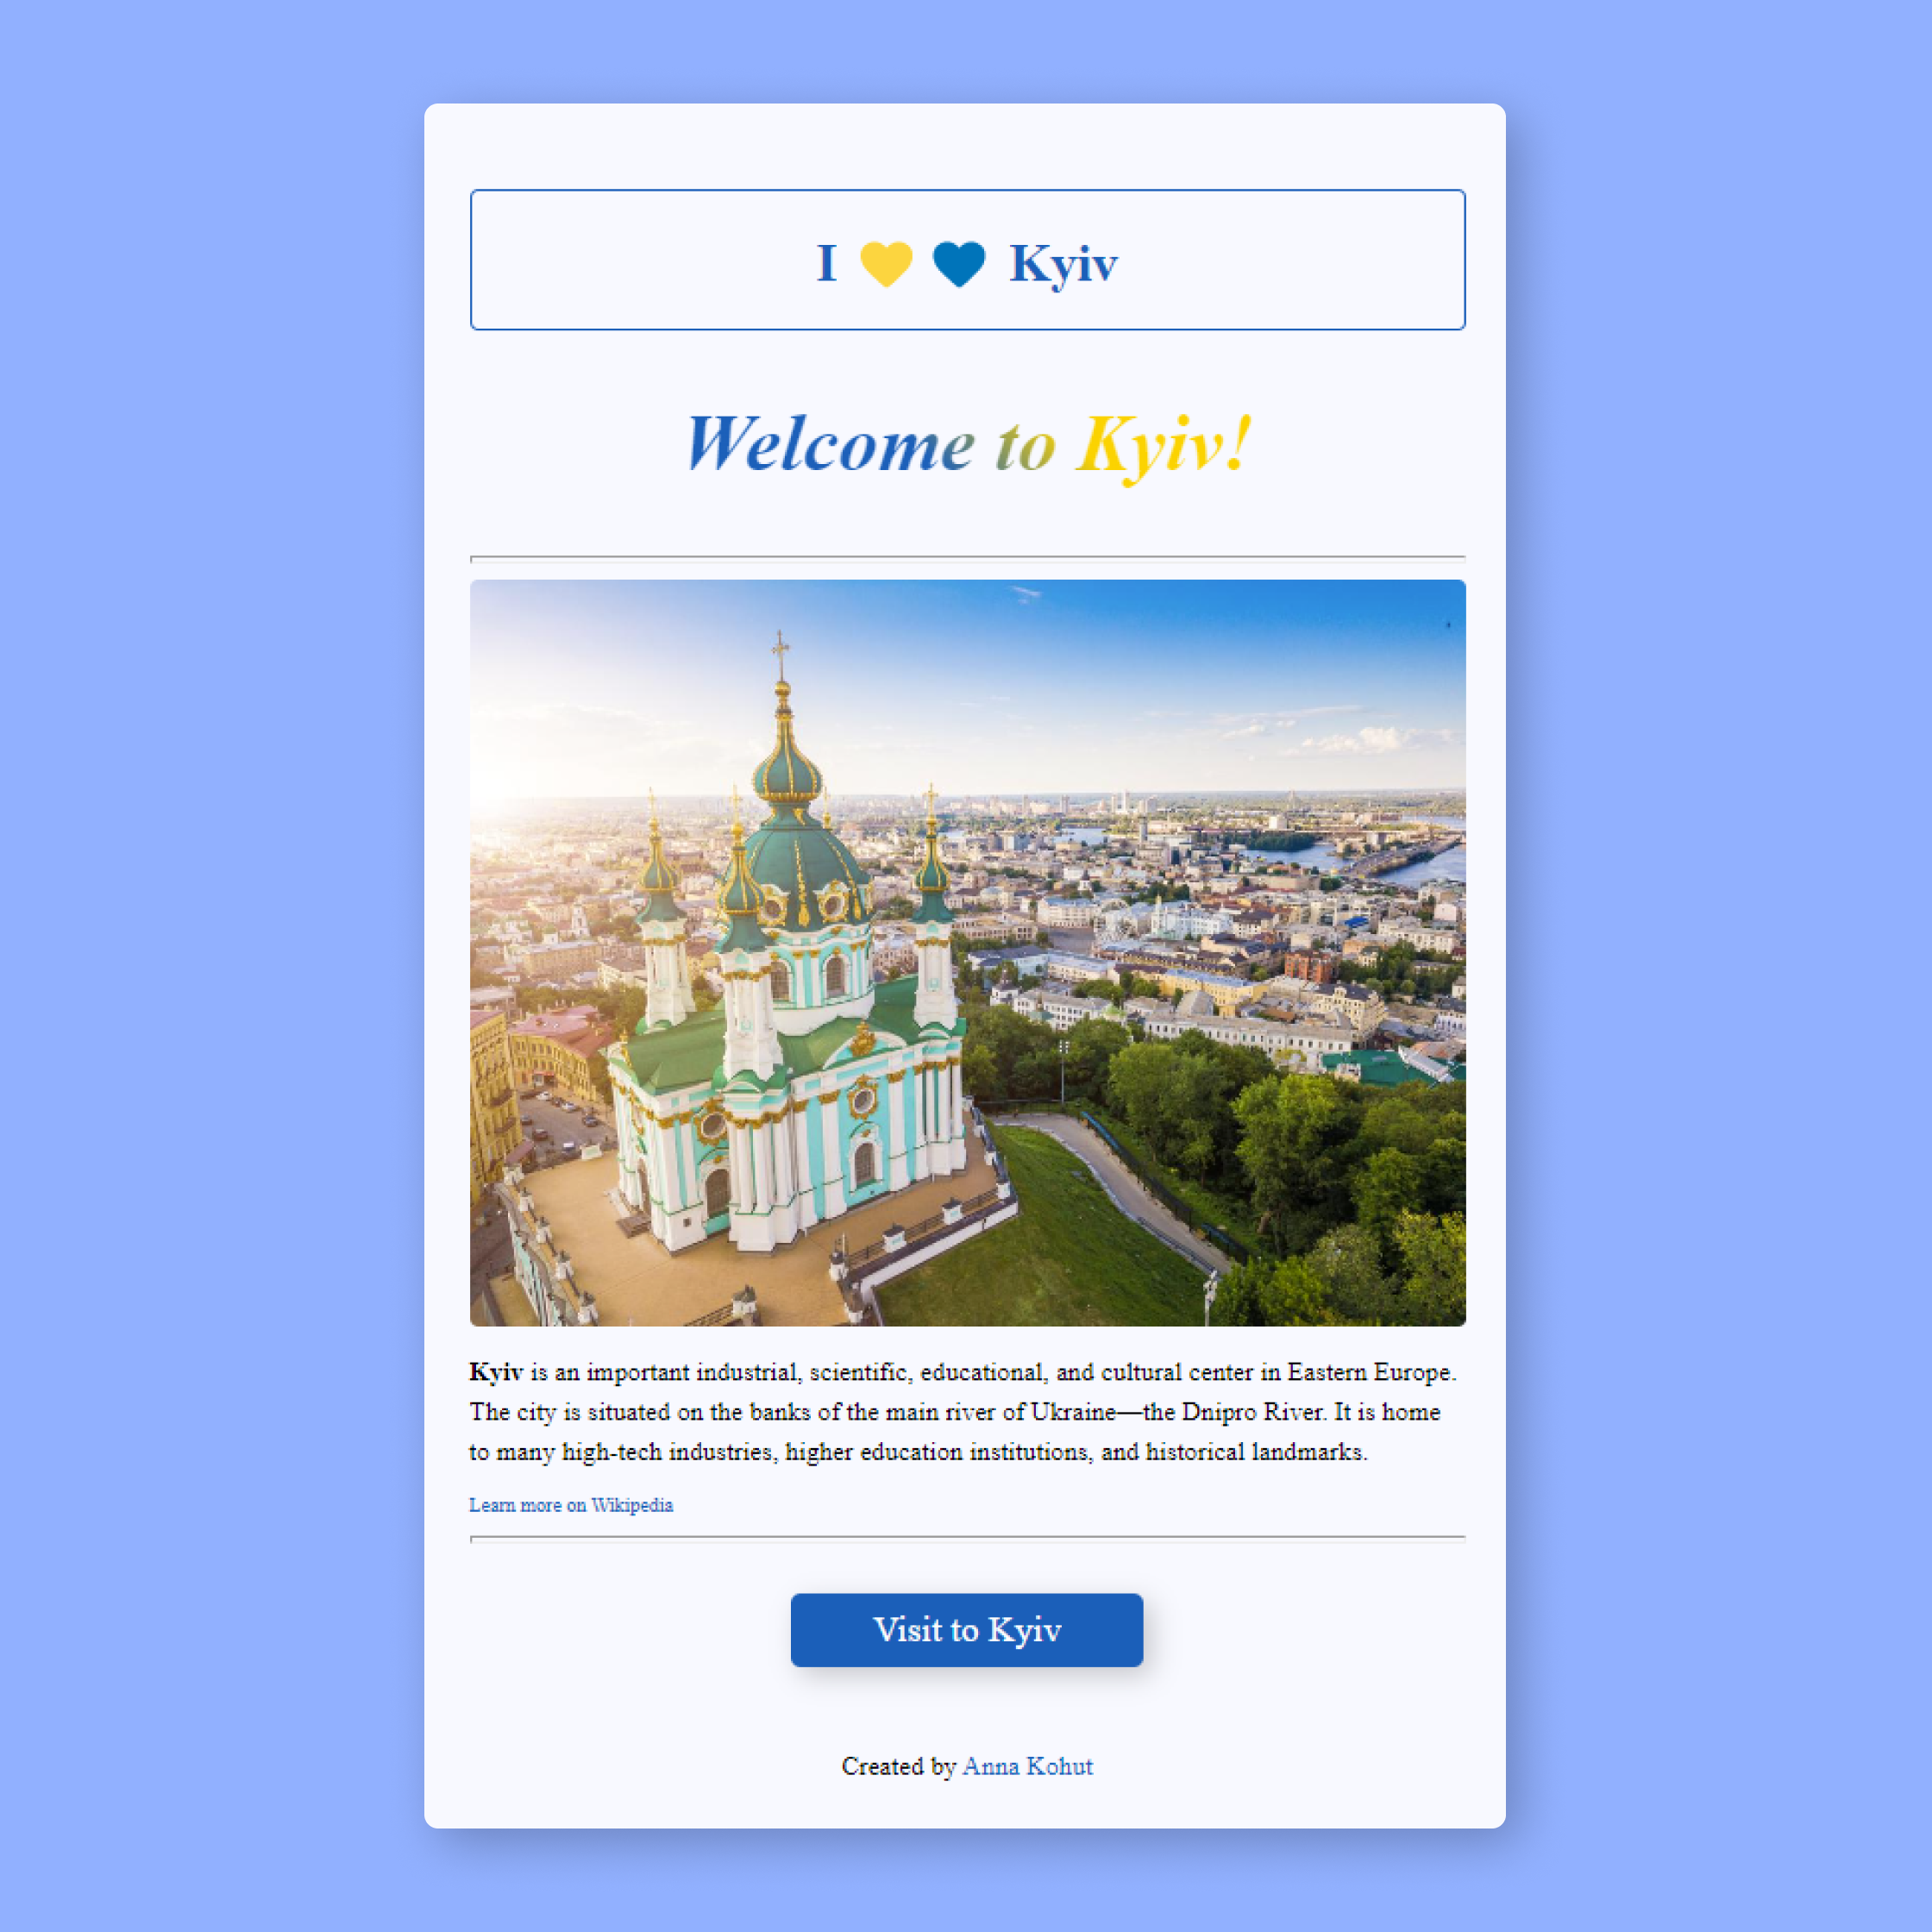 I 💛 💙 Kyiv
Welcome to Kyiv!
Kyiv is an important industrial, scientific, educational, and cultural center in Eastern Europe.
The city is situated on the banks of the main river of Ukraine—the Dnipro River. It is home
to many high-tech industries, higher education institutions, and historical landmarks.
Learn more on Wikipedia
Visit to Kyiv
Created by Anna Kohut